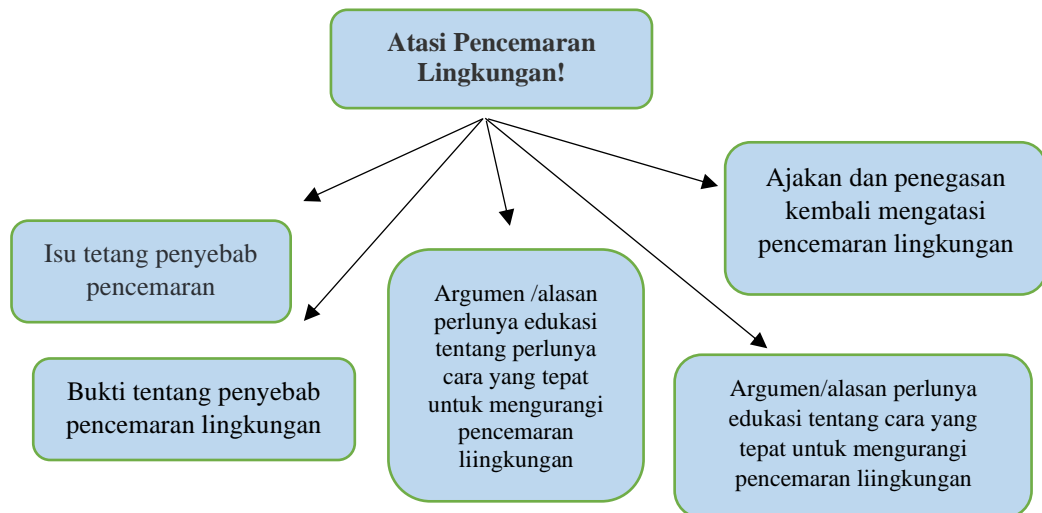 Atasi Pencemaran
Lingkungan!
Isu tetang penyebab
pencemaran
Bukti tentang penyebab
pencemaran lingkungan
Argumen /alasan
perlunya edukasi
tentang perlunya
cara yang tepat
untuk mengurangi
pencemaran
liingkungan
Argumen/alasan perlunya
edukasi tentang cara yang
tepat untuk mengurangi
pencemaran liingkungan
Ajakan dan penegasan
kembali mengatasi
pencemaran lingkungan